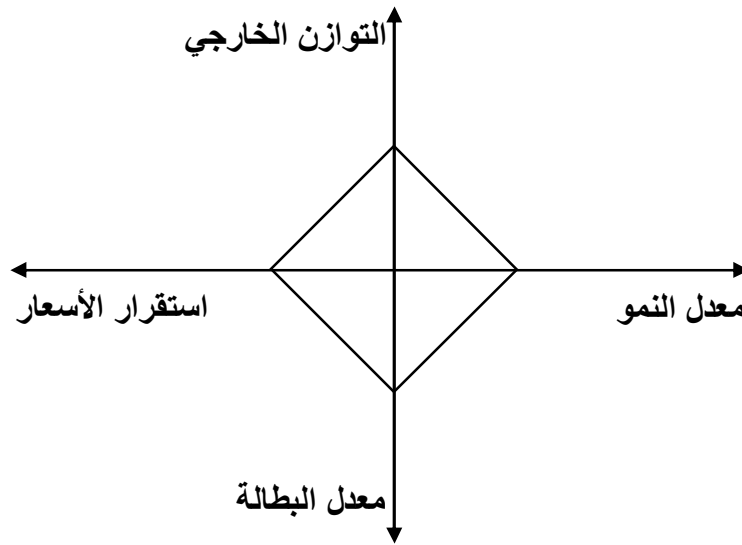 التوازن الخارجي
معدل النمو
استقرار الأسعار
معدل البطالة